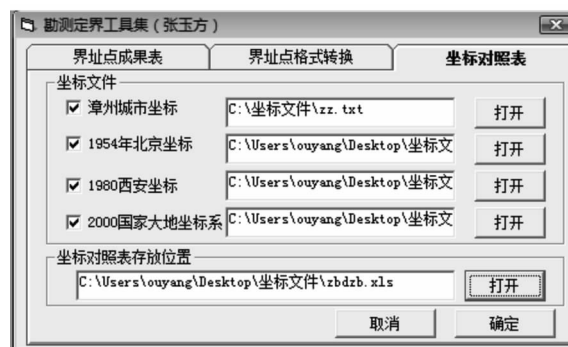 勘测定界工具集(张玉方)
界址点成果表 界址点格式转换 坐标对照表
坐标文件
漳州城市坐标 C:\坐标文件\zz.txt 打开
1954年北京坐标 C:\Users\ouyang\Desktop\坐标文 打开
1980西安坐标 C:\Users\ouyang\Desktop\坐标文 打开
2000国家大地坐标系 C:\Users\ouyang\Desktop\坐标文 打开
坐标对照表存放位置
C:\Users\ouyang\Desktop\坐标文件\zbdzb.xls 打开
取消 确定